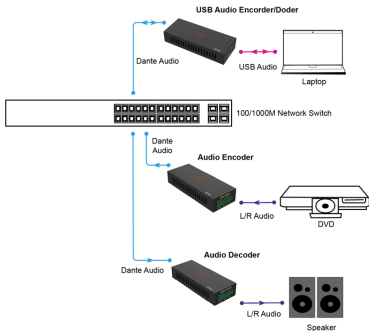 USB Audio Encorder/Doder
Dante Audio
USB Audio
Laptop
100/1000M Network Switch
Dante
Audio
Audio Encoder
L/R Audio
DVD
Audio Decoder
Dante Audio
L/R Audio
Speaker